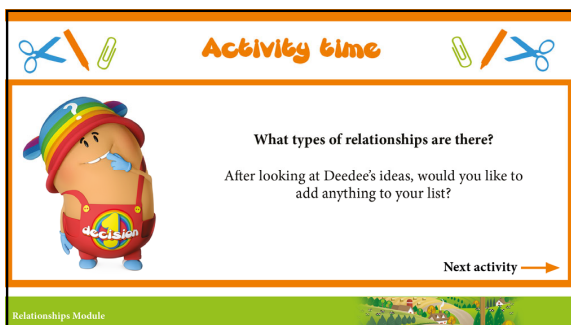 Activity time
What types of relationships are there?
After looking at Deedee's ideas, would you like to
add anything to your list?
?
1
decision
Next activity
Relationships Module